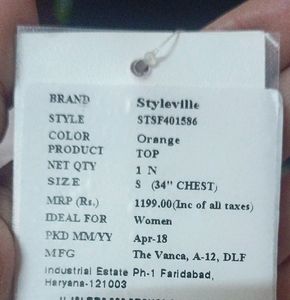 BRAND Styleville
STYLE STSF401586
COLOR Orange
PRODUCT TOP
NET QTY 1 N
SIZE S (34" CHEST)
MRP (Rs.) 1199.00(Inc of all taxes)
IDEAL FOR Women
PKD MM/YY Apr-18
MFG The Vanca, A-12, DLF
Industrial Estate Ph-1 Faridabad,
Haryana-121003